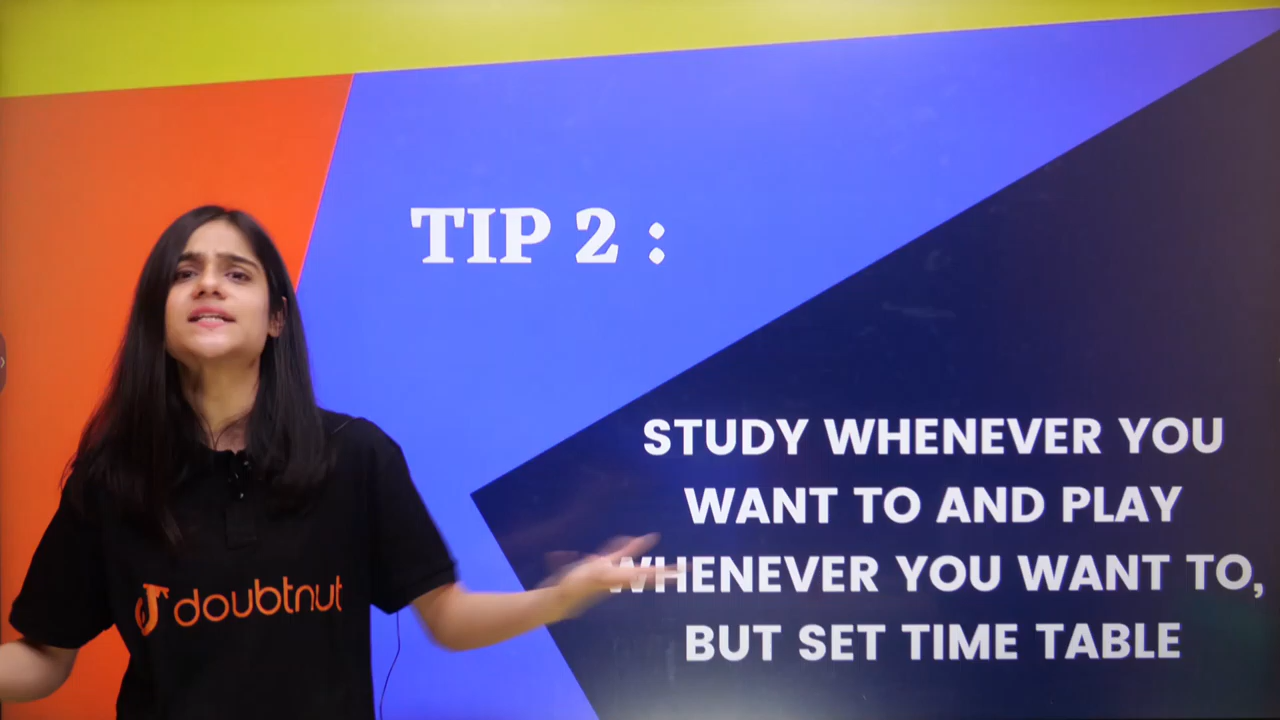 TIP 2 :
STUDY WHENEVER YOU
WANT TO AND PLAY
WHENEVER YOU WANT TO,
BUT SET TIME TABLE
doubtnut